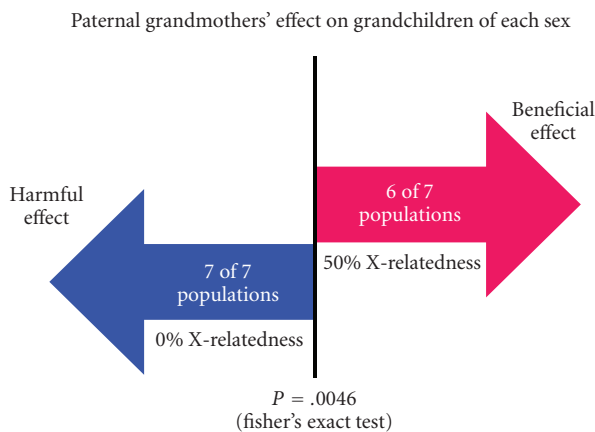 Paternal grandmothers' effect on grandchildren of each sex
Beneficial
effect
6 of 7
populations
50% X-relatedness
Harmful
effect
7 of 7
populations
0% X-relatedness
P = .0046
(fisher's exact test)